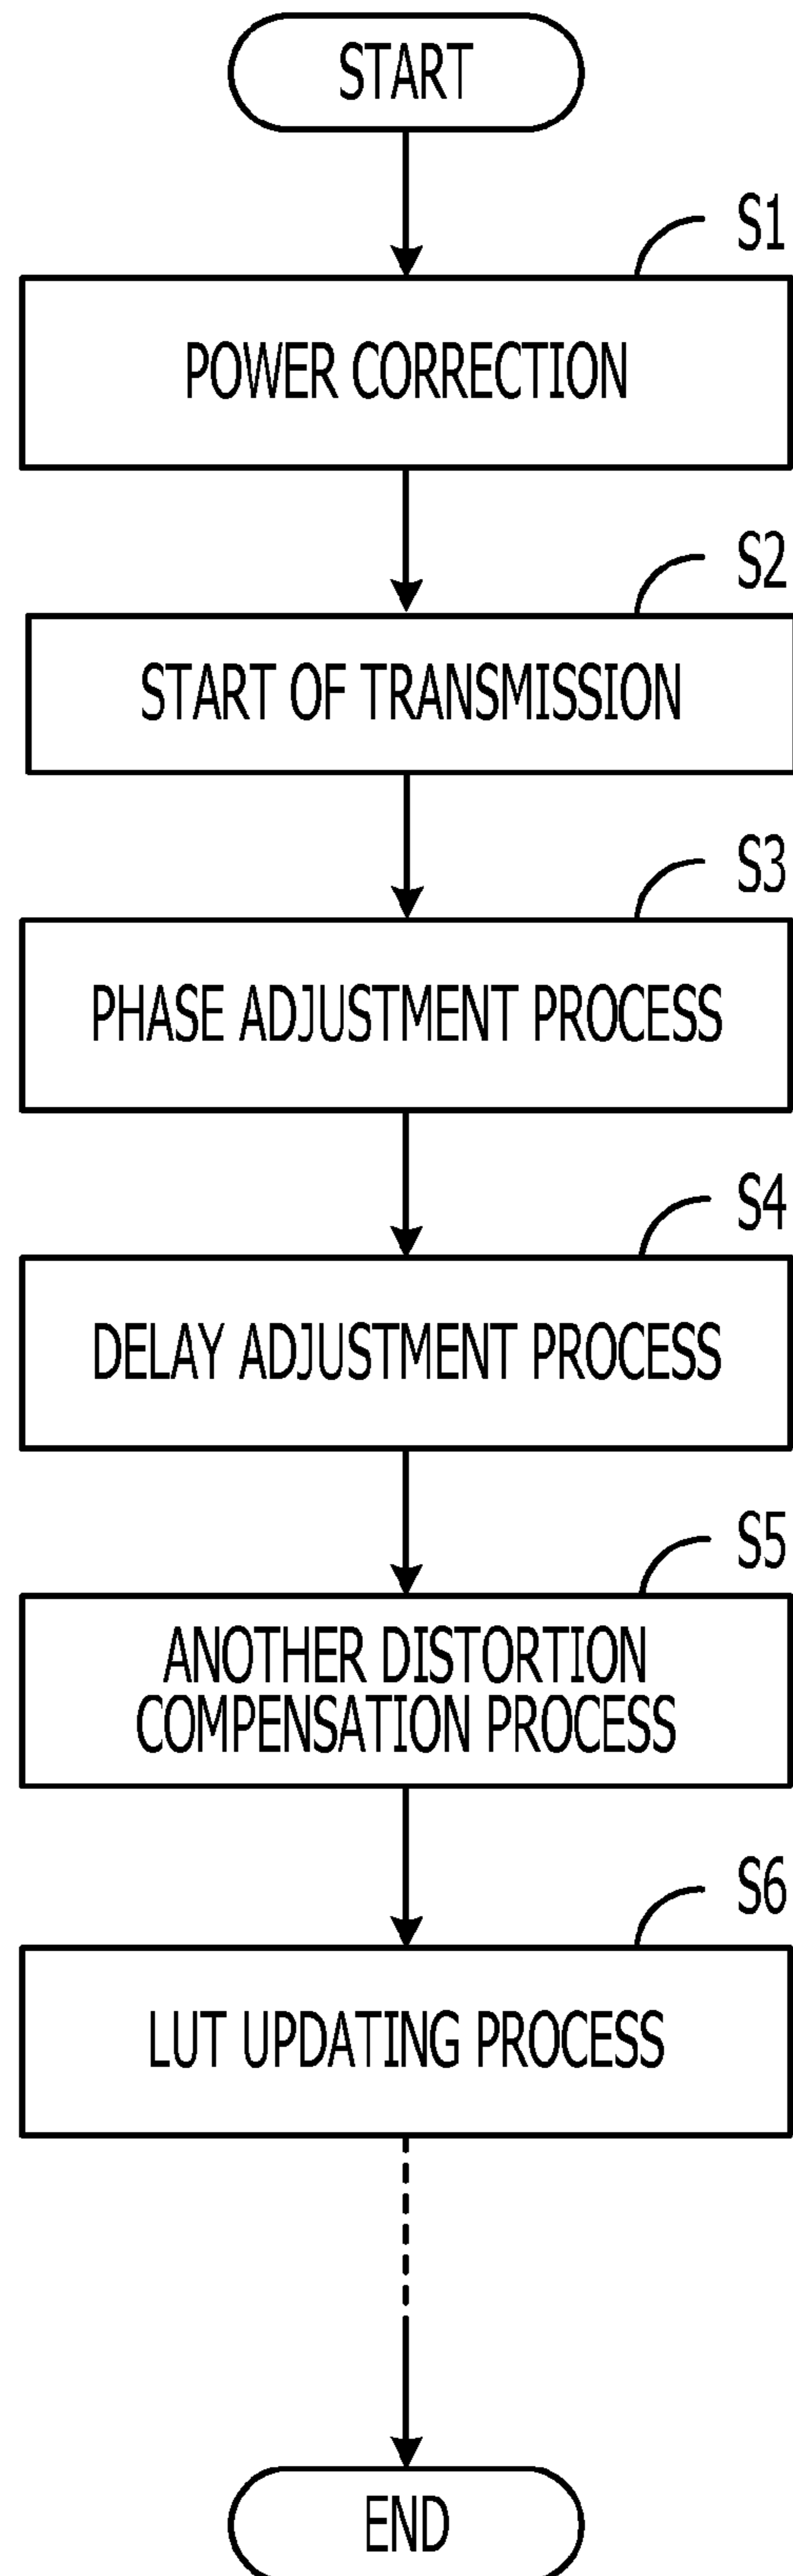 START
S1
POWER CORRECTION
S2
START OF TRANSMISSION
S3
PHASE ADJUSTMENT PROCESS
S4
DELAY ADJUSTMENT PROCESS
S5
ANOTHER DISTORTION
COMPENSATION PROCESS
S6
LUT UPDATING PROCESS
END